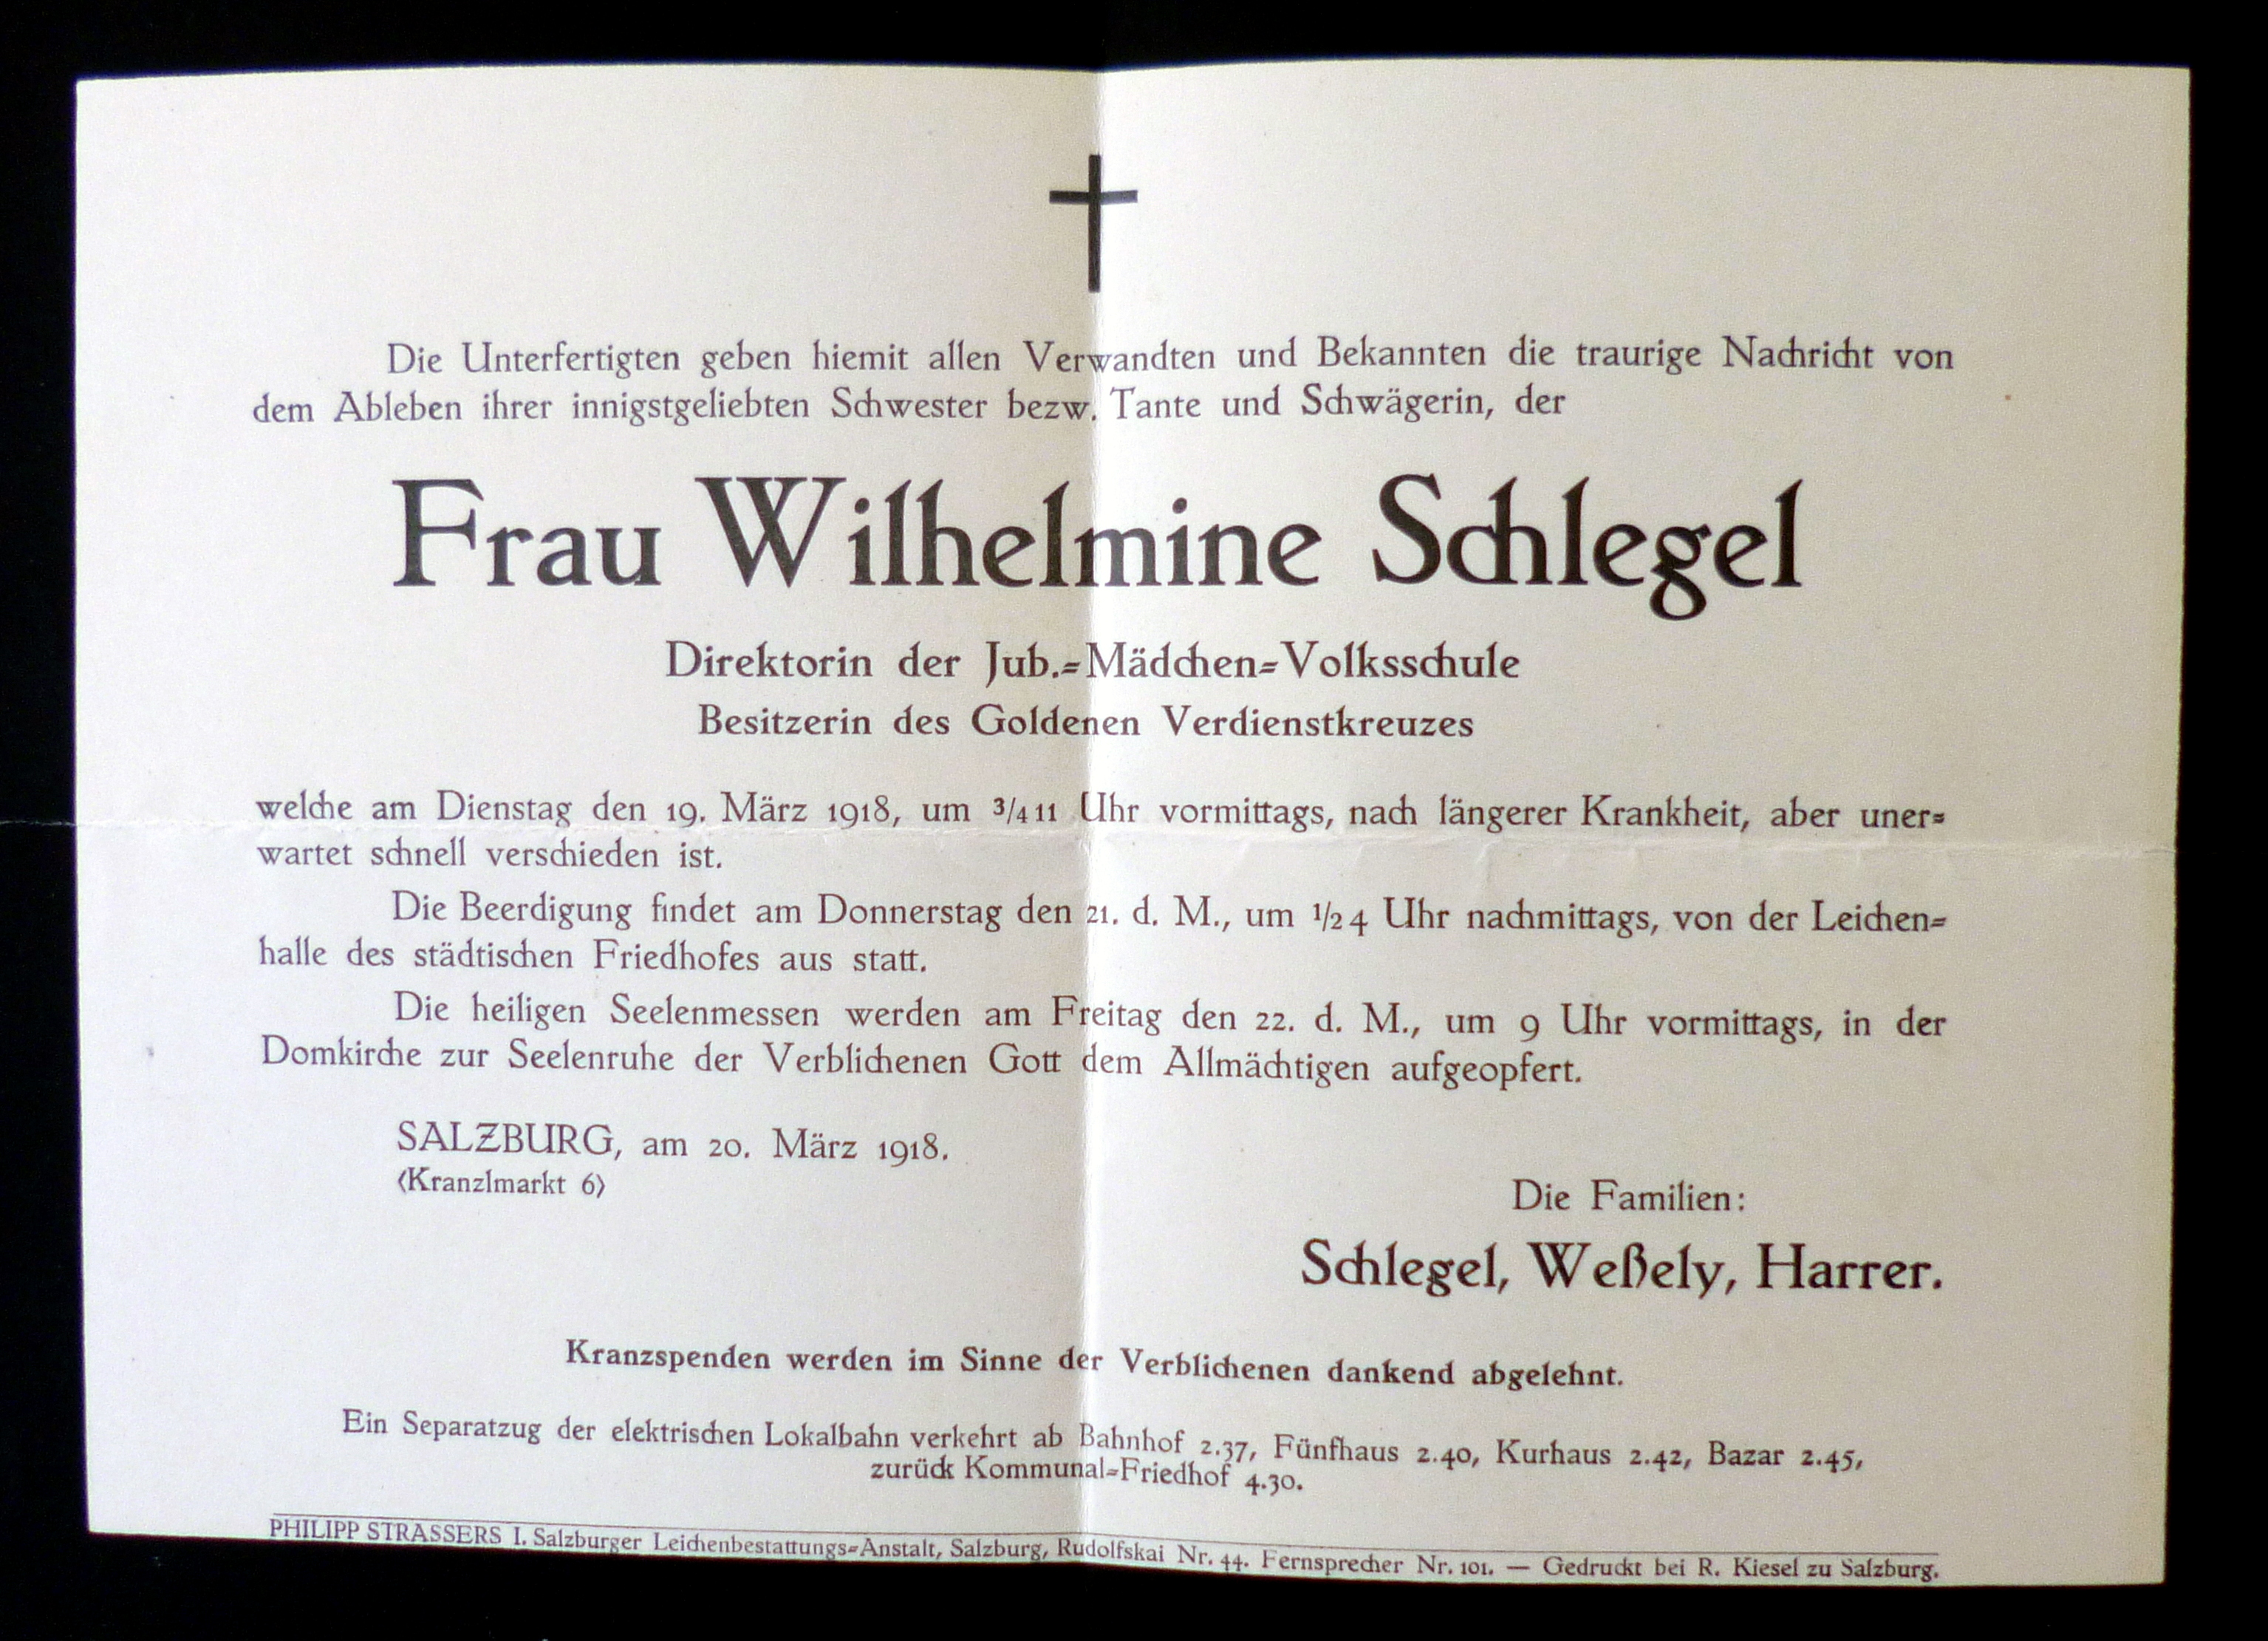 Die Unterfertigten geben hiemit allen Verwandten und Bekannten die traurige Nachricht von
dem Ableben ihrer innigstgeliebten Schwester bezw. Tante und Schwägerin, der
Frau Wilhelmine Schlegel
Direktorin der Jub.=Mädchen=Volksschule
Besitzerin des Goldenen Verdienstkreuzes
welche am Dienstag den 19. März 1918, um 3/4 11 Uhr vormittags, nach längerer Krankheit, aber uner=
wartet schnell verschieden ist.
Die Beerdigung findet am Donnerstag den 21. d. M., um 1/2 4 Uhr nachmittags, von der Leichen=
halle des städtischen Friedhofes aus statt.
Die heiligen Seelenmessen werden am Freitag den 22. d. M., um 9 Uhr vormittags, in der
Domkirche zur Seelenruhe der Verblichenen Gott dem Allmächtigen aufgeopfert.
SALZBURG, am 20. März 1918.
(Kranzlmarkt 6)
Die Familien:
Schlegel, Weßely, Harrer.
Kranzspenden werden im Sinne der Verblichenen dankend abgelehnt.
Ein Separatzug der elektrischen Lokalbahn verkehrt ab Bahnhof 2.37, Fünfhaus 2.40, Kurhaus 2.42, Bazar 2.45,
zurück Kommunal=Friedhof 4.30.
PHILIPP STRASSERS I. Salzburger Leichenbestattungs=Anstalt, Salzburg, Rudolfskai Nr. 44. Fernsprecher Nr. 101. — Gedruckt bei R. Kiesel zu Salzburg.